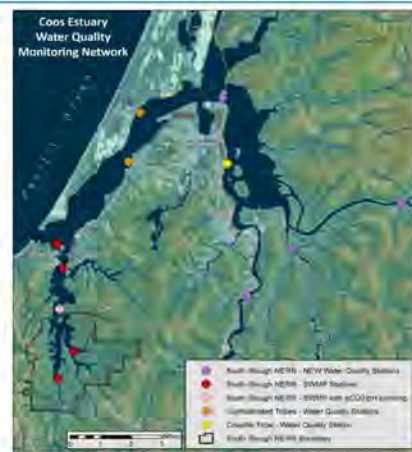 Coos Estuary
Water Quality
Monitoring Network
Pacific Ocean
South Slough NERR - NEW Water Quality Stations
South Slough NERR - SWMP Stations
South Slough NERR - SWMP with pCO2/pH
Confederated Tribes - Water Quality Stations
Coquille Tribe - Water Quality Station
South Slough NERR Boundary